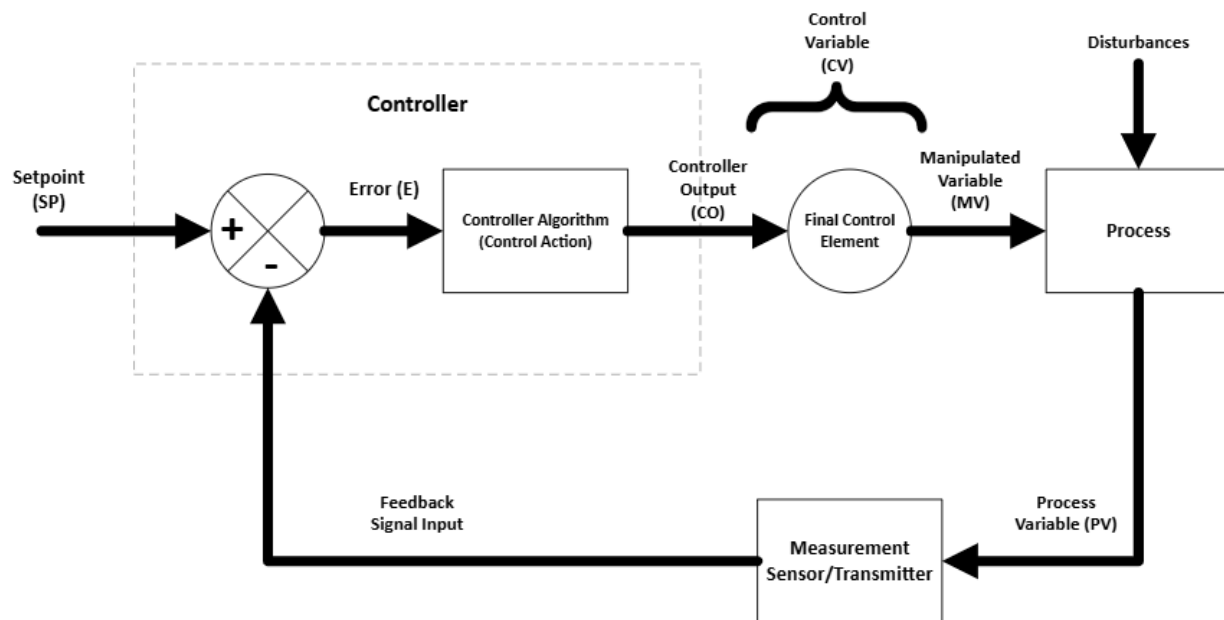 Control
Variable
(CV)
Disturbances
Controller
Setpoint
(SP)
+
-
Error (E)
Controller Algorithm
(Control Action)
Controller
Output
(CO)
Final Control
Element
Manipulated
Variable
(MV)
Process
Feedback
Signal Input
Measurement
Sensor/Transmitter
Process
Variable (PV)